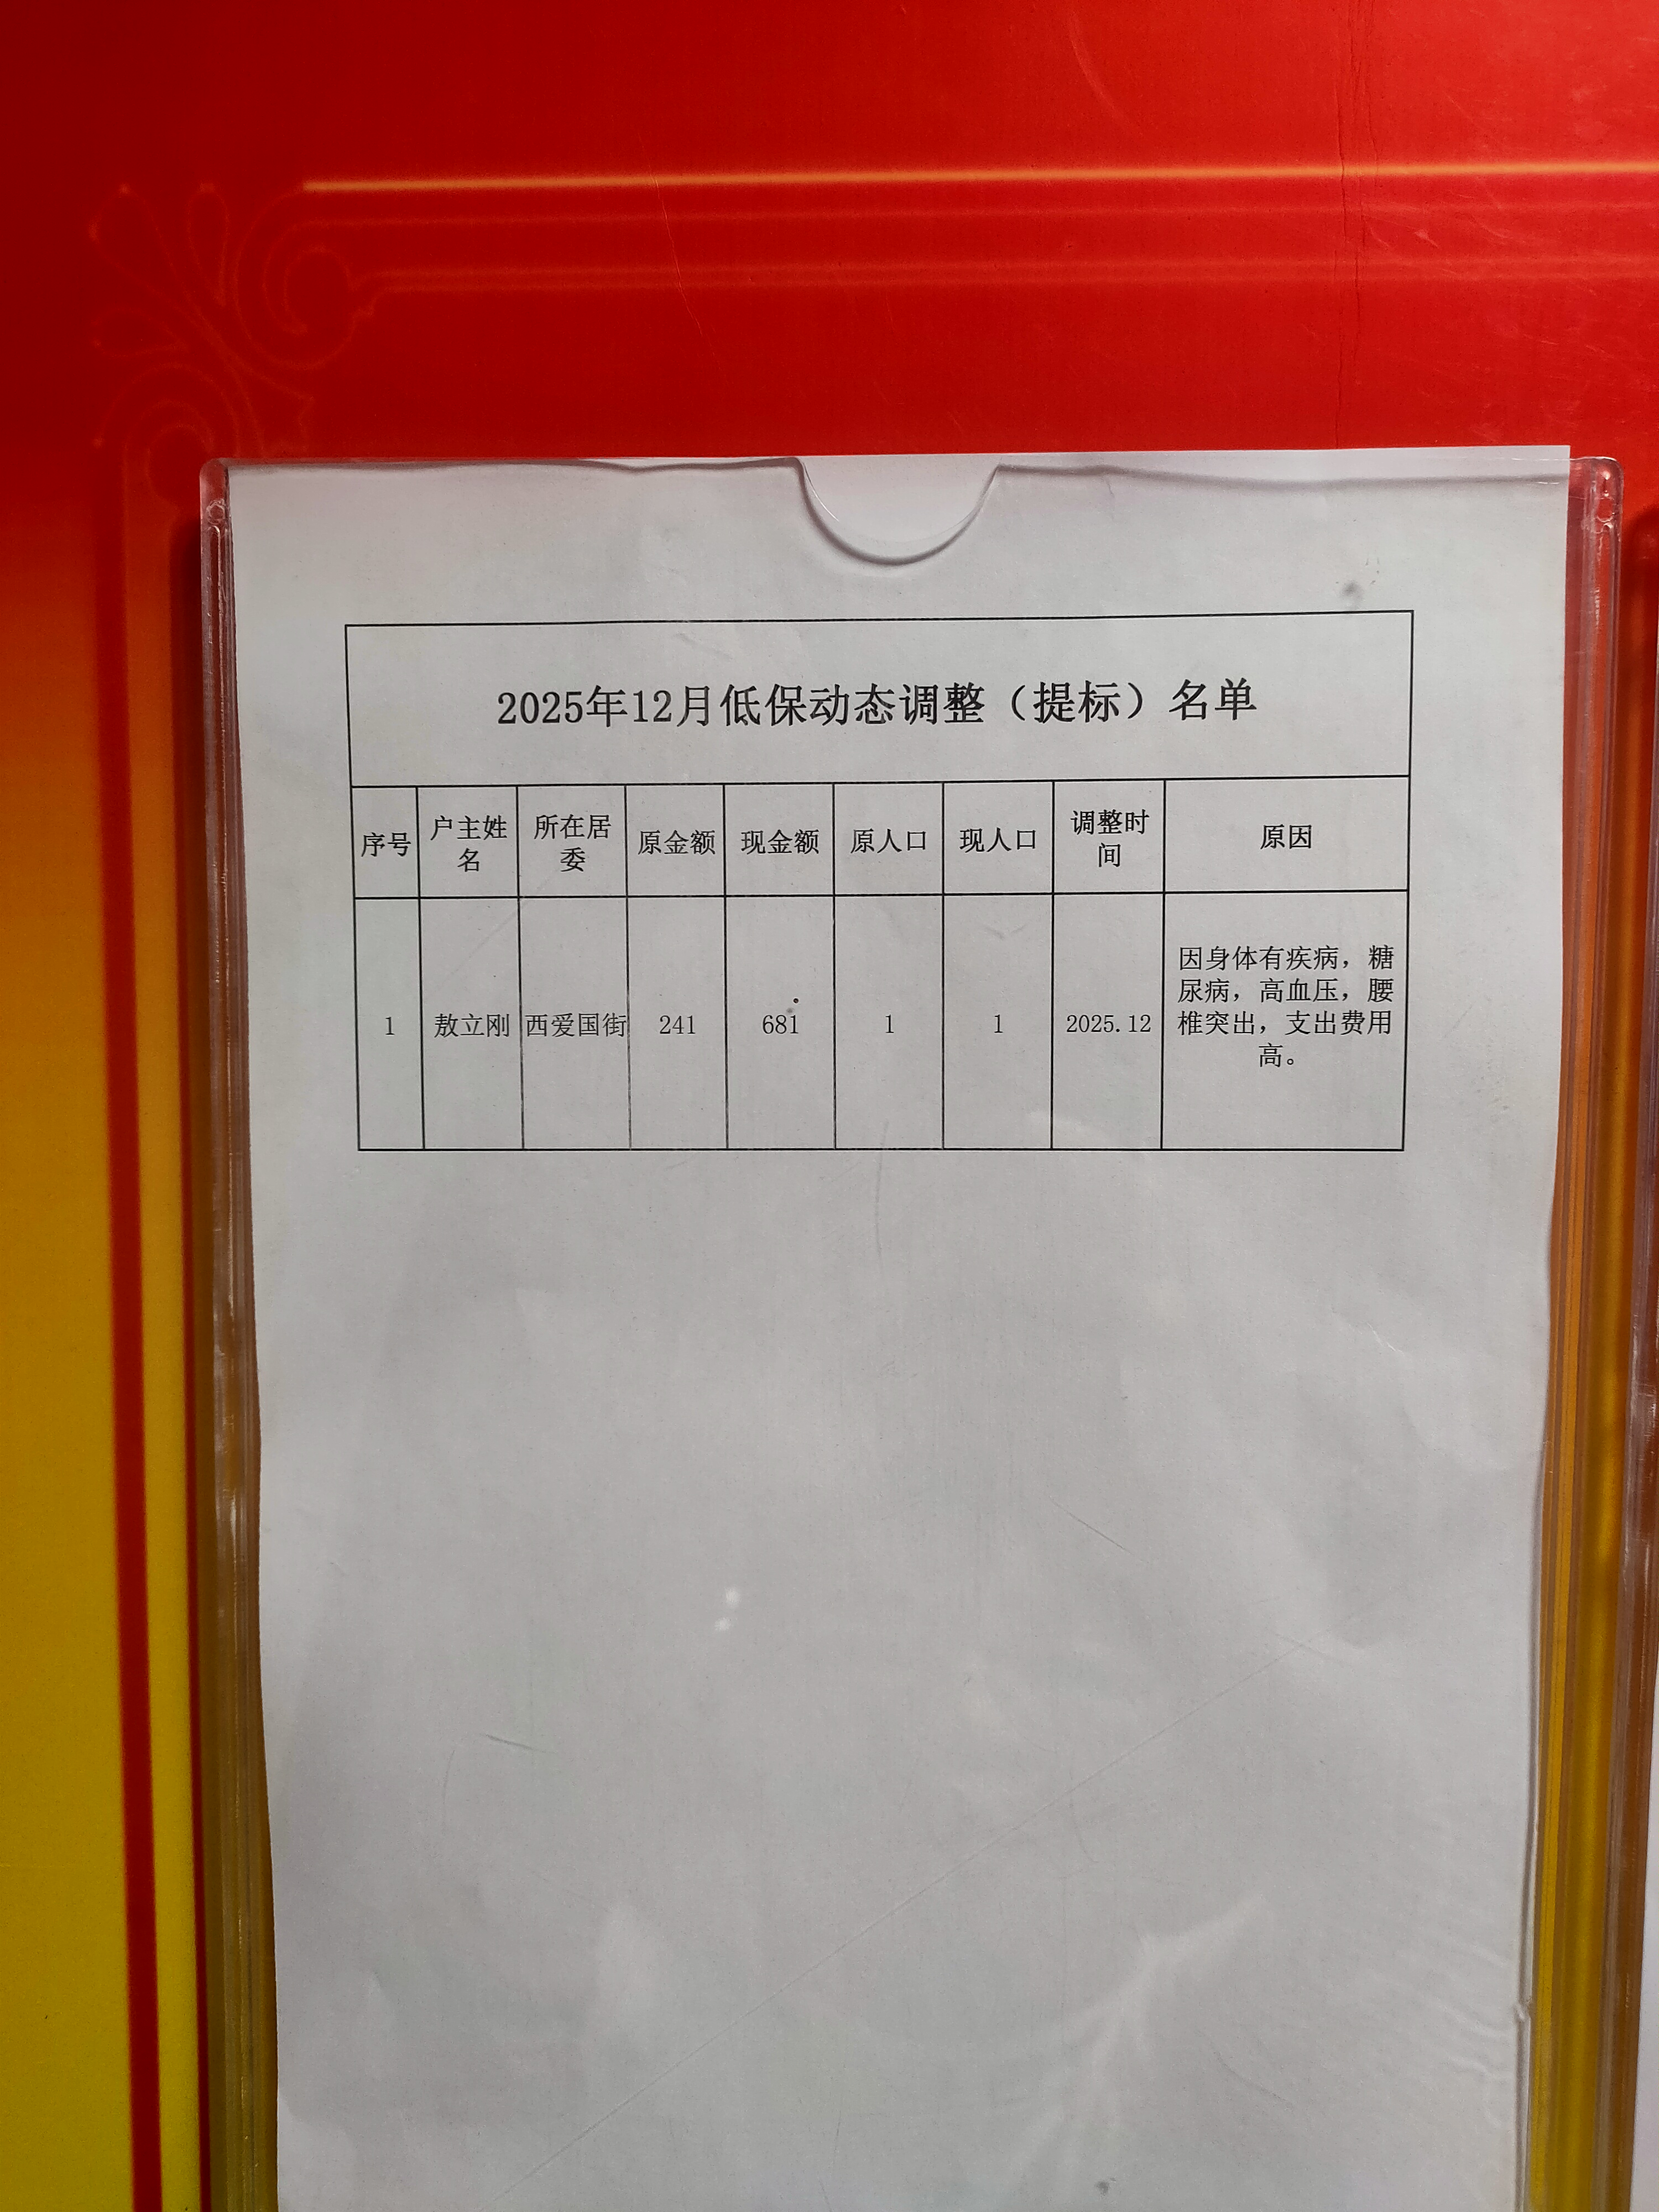 2025年12月低保动态调整（提标）名单
序号 户主姓名 所在居委 原金额 现金额 原人口 现人口 调整时间 原因
1 敖立刚 西爱国街 241 681 1 1 2025.12 因身体有疾病，糖
尿病，高血压，腰
椎突出，支出费用
高。